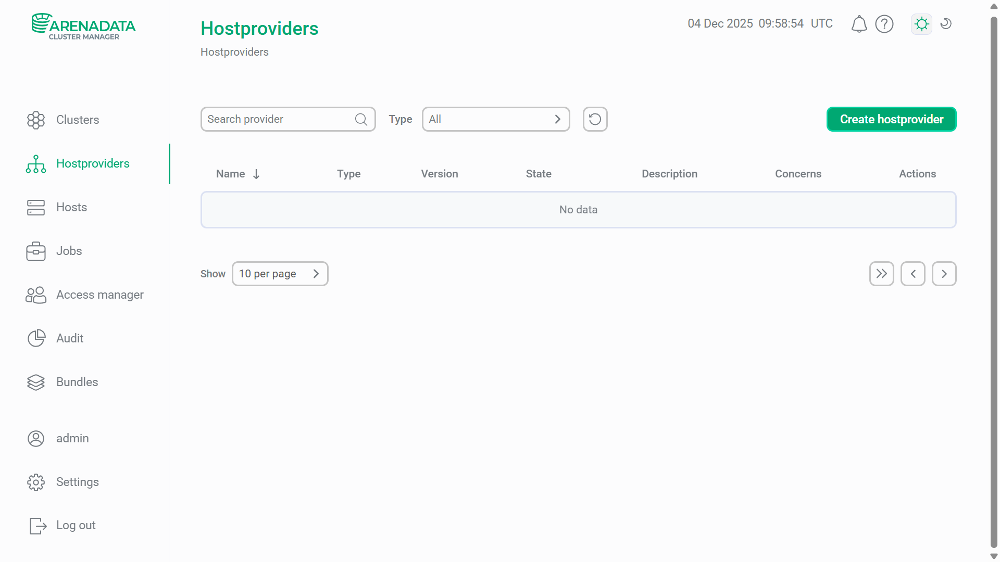 ARENADATA
CLUSTER MANAGER
Clusters
Hostproviders
Hosts
Jobs
Access manager
Audit
Bundles
admin
Settings
Log out
Hostproviders
04 Dec 2025 09:58:54 UTC
Hostproviders
Search provider
Type
All
Create hostprovider
Name Type Version State Description Concerns Actions
No data
Show 10 per page